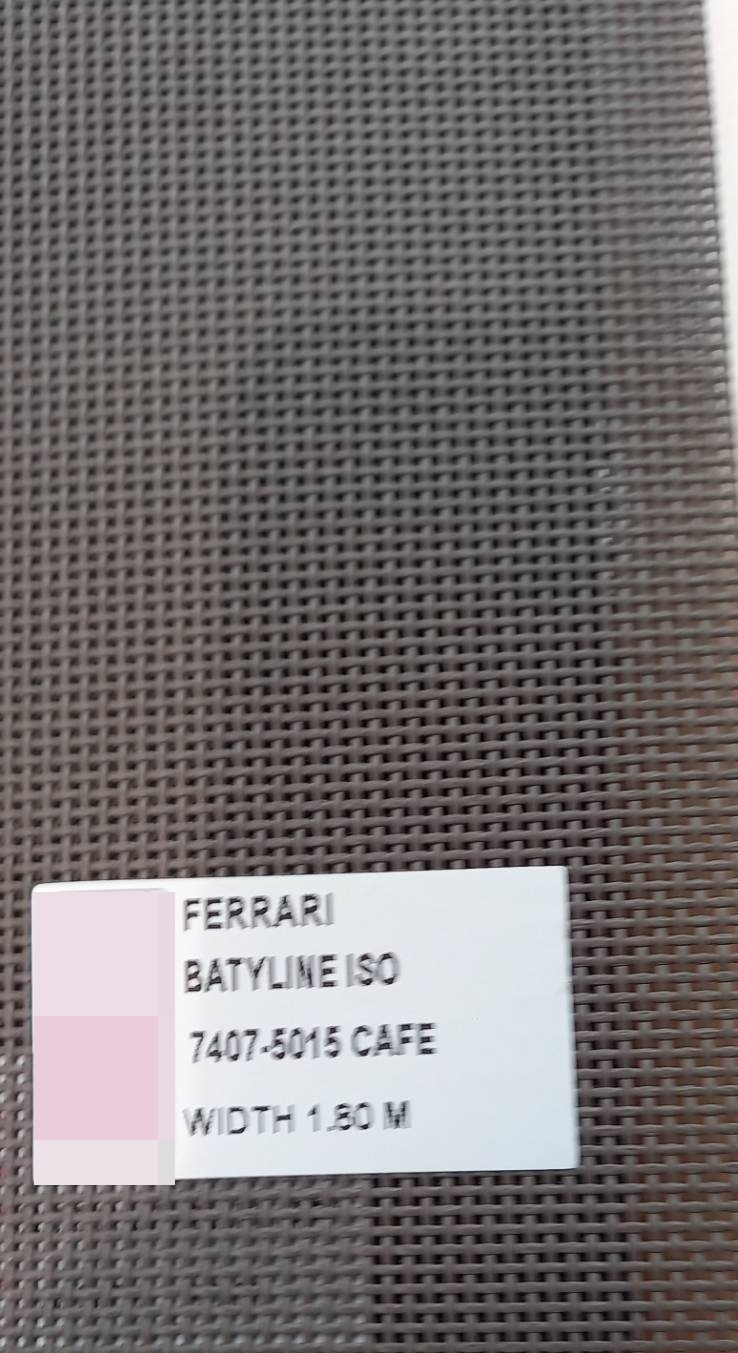 FERRARI
BATYLINE ISO
7407-5015 CAFE
WIDTH 1.80 M